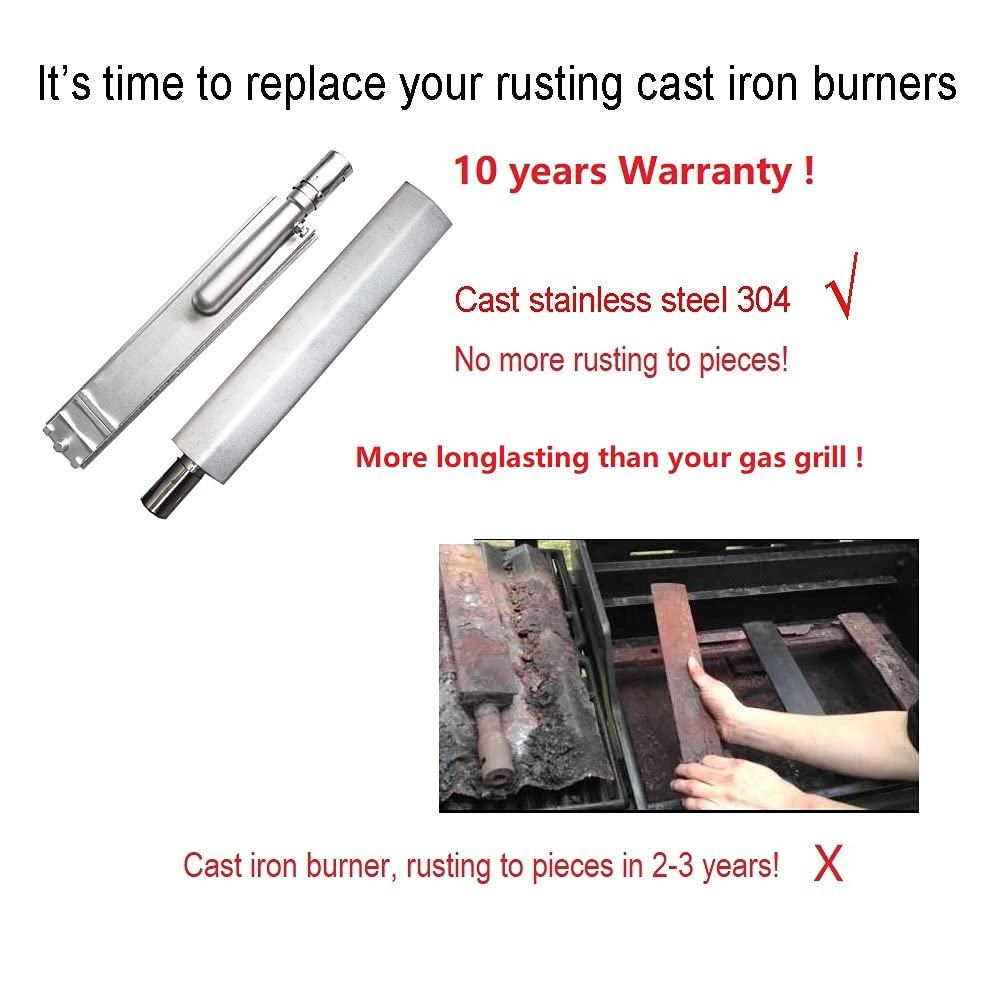 It’s time to replace your rusting cast iron burners
10 years Warranty !
Cast stainless steel 304 √
No more rusting to pieces!
More longlasting than your gas grill !
Cast iron burner, rusting to pieces in 2-3 years! X